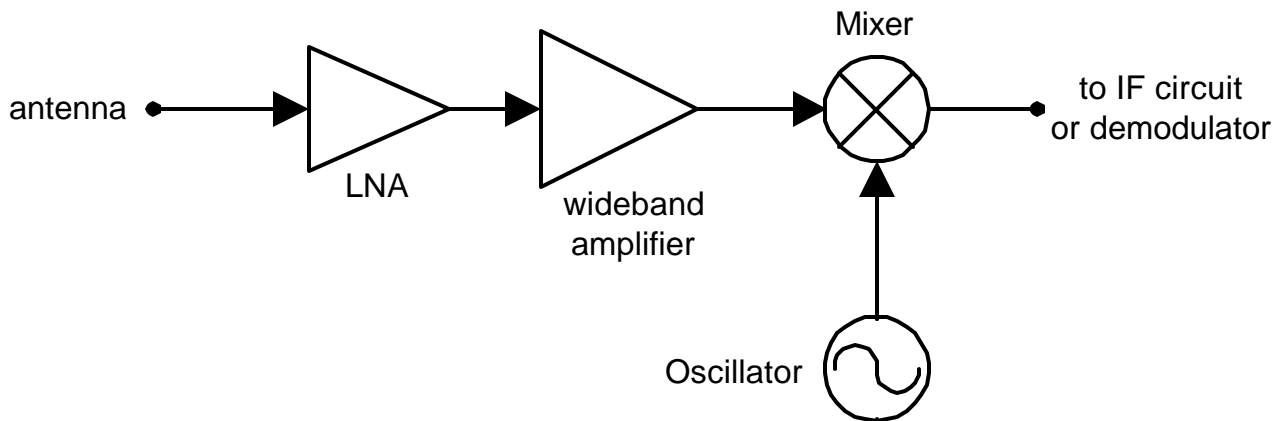 Mixer
antenna
to IF circuit
or demodulator
LNA
wideband
amplifier
Oscillator